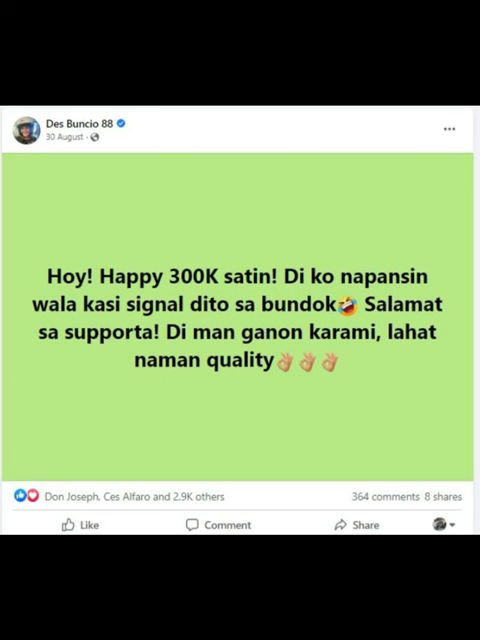 Des Buncio 88
30 August ·
Hoy! Happy 300K satin! Di ko napansin
wala kasi signal dito sa bundok🤣 Salamat
sa supporta! Di man ganon karami, lahat
naman quality👌🏼👌🏼👌🏼
Don Joseph, Ces Alfaro and 2.9K others
364 comments 8 shares
Like
Comment
Share